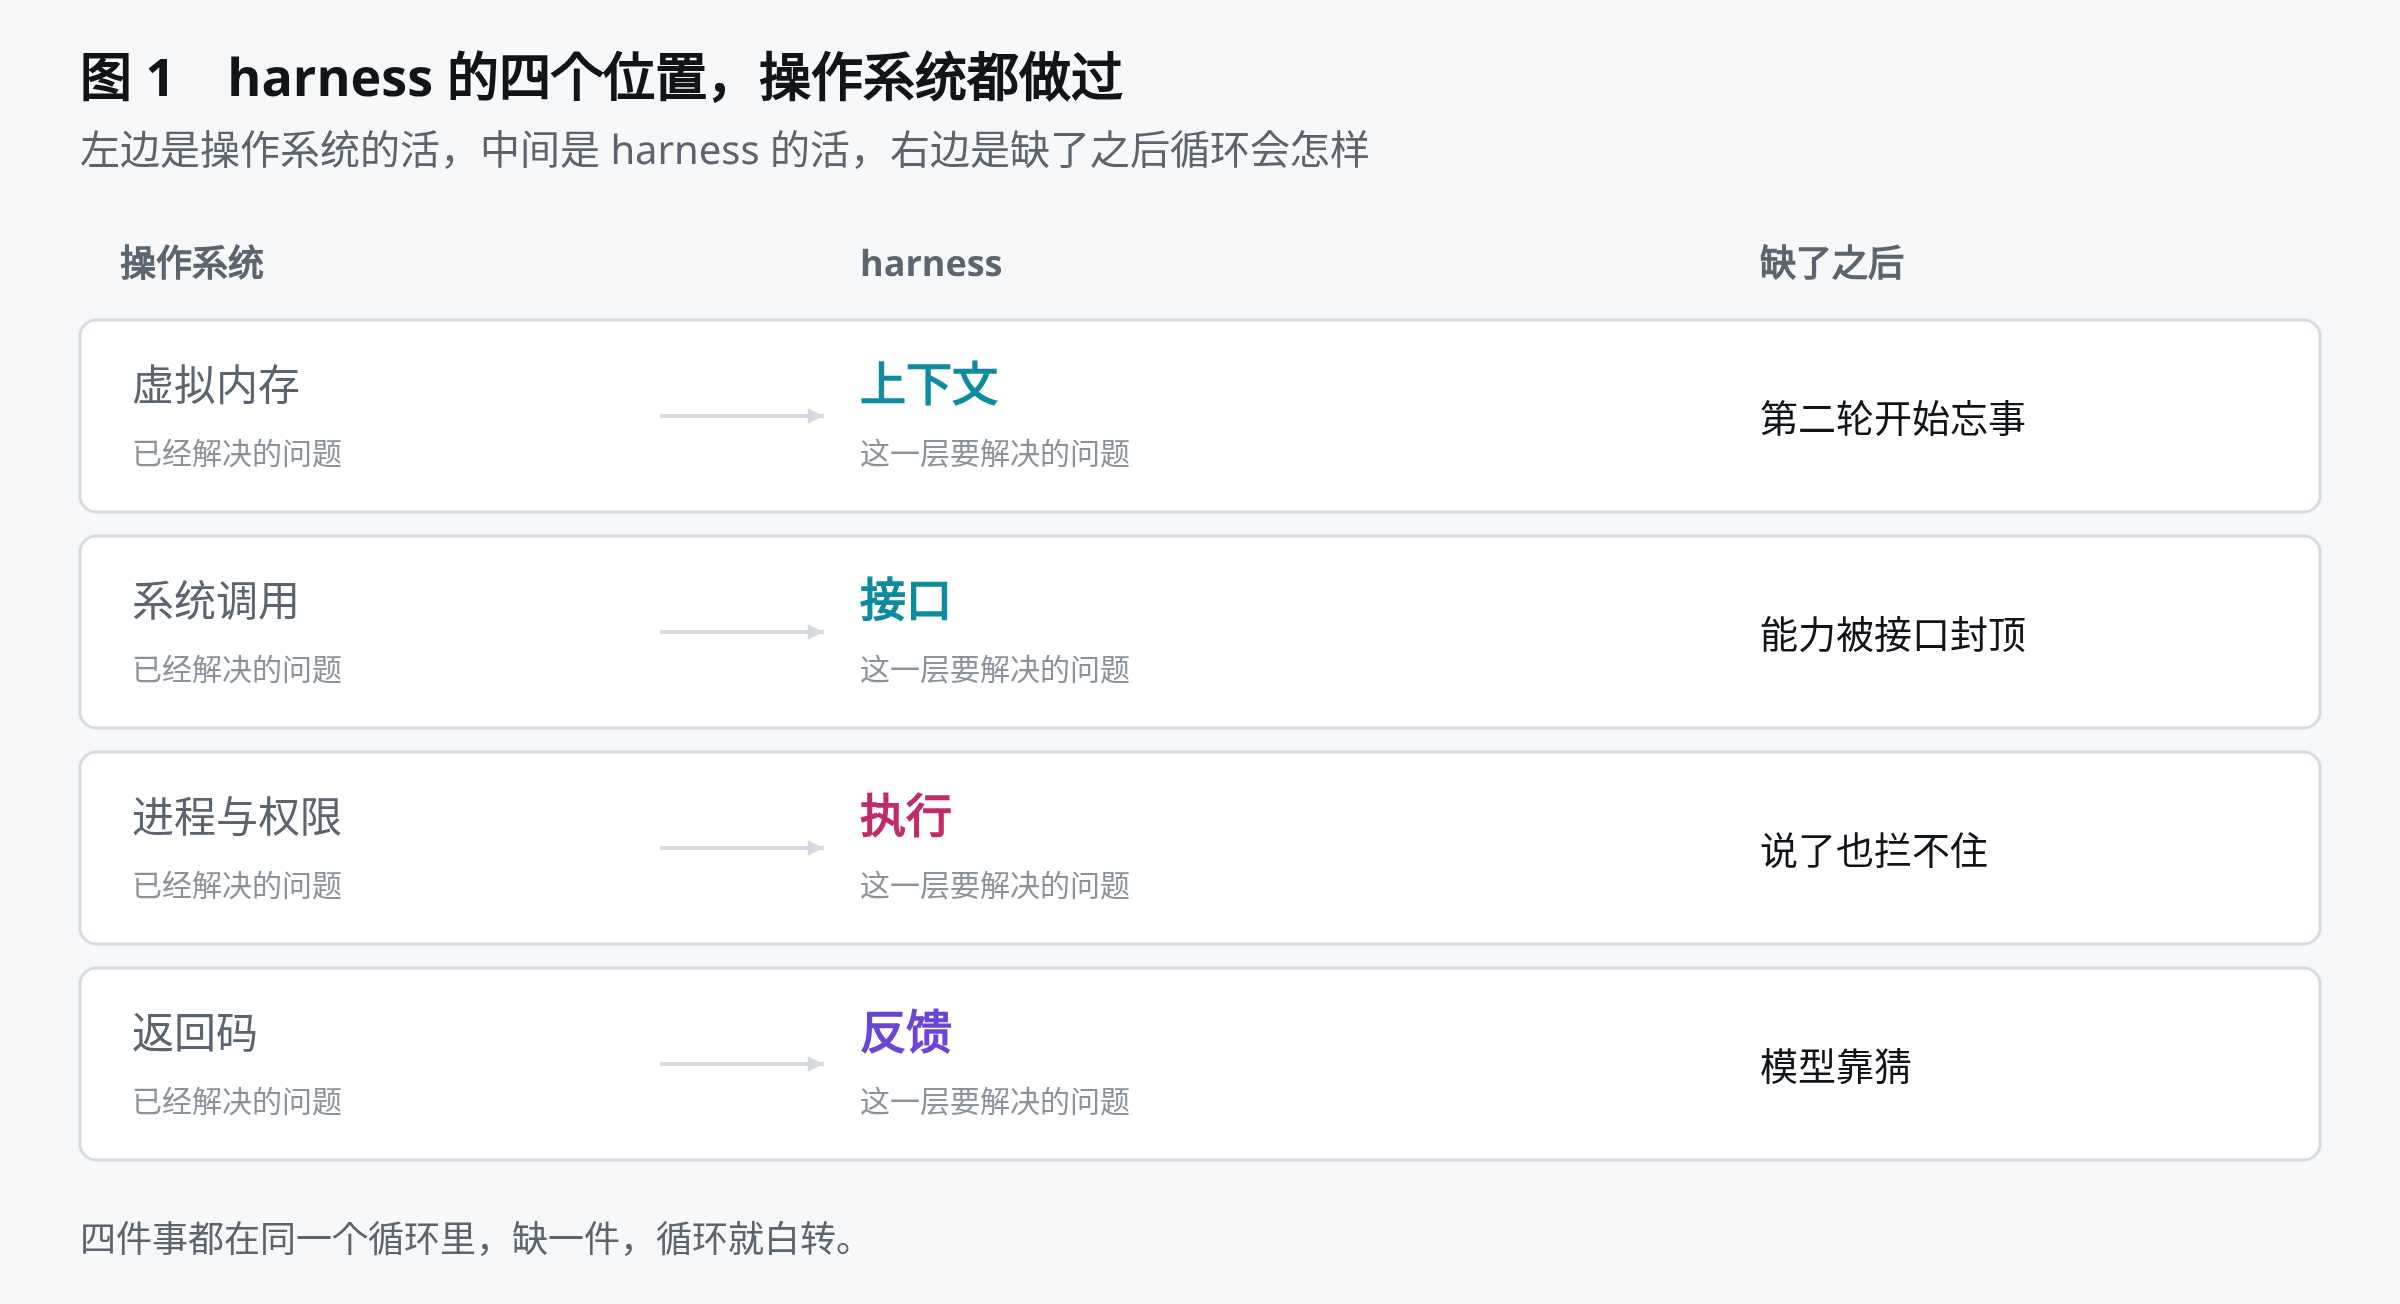 图 1　harness 的四个位置，操作系统都做过
左边是操作系统的活，中间是 harness 的活，右边是缺了之后循环会怎样
操作系统
harness
缺了之后
虚拟内存
已经解决的问题
上下文
这一层要解决的问题
第二轮开始忘事
系统调用
已经解决的问题
接口
这一层要解决的问题
能力被接口封顶
进程与权限
已经解决的问题
执行
这一层要解决的问题
说了也拦不住
返回码
已经解决的问题
反馈
这一层要解决的问题
模型靠猜
四件事都在同一个循环里，缺一件，循环就白转。